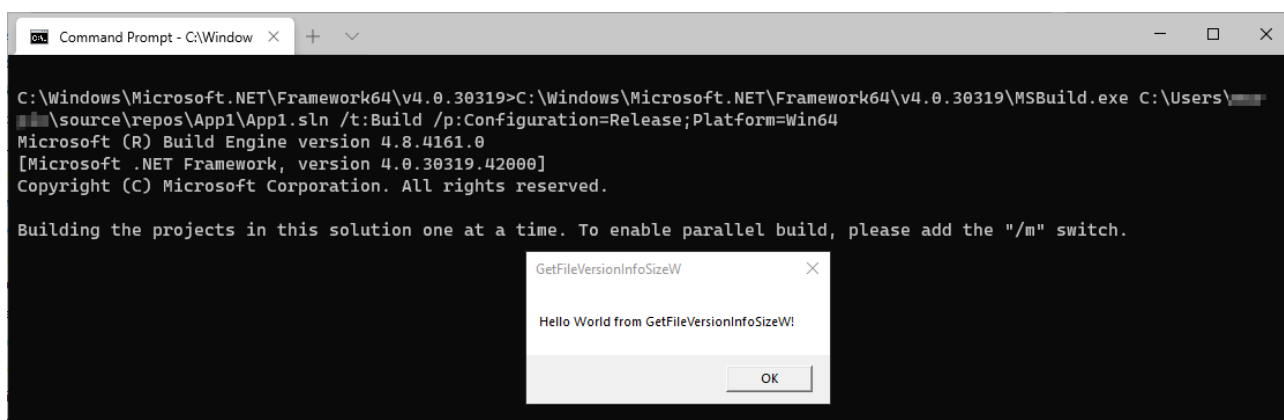 Command Prompt - C:\Window
C:\Windows\Microsoft.NET\Framework64\v4.0.30319>C:\Windows\Microsoft.NET\Framework64\v4.0.30319\MSBuild.exe C:\Users\
\source\repos\App1\App1.sln /t:Build /p:Configuration=Release;Platform=Win64
Microsoft (R) Build Engine version 4.8.4161.0
[Microsoft .NET Framework, version 4.0.30319.42000]
Copyright (C) Microsoft Corporation. All rights reserved.
Building the projects in this solution one at a time. To enable parallel build, please add the "/m" switch.
GetFileVersionInfoSizeW
Hello World from GetFileVersionInfoSizeW!
OK